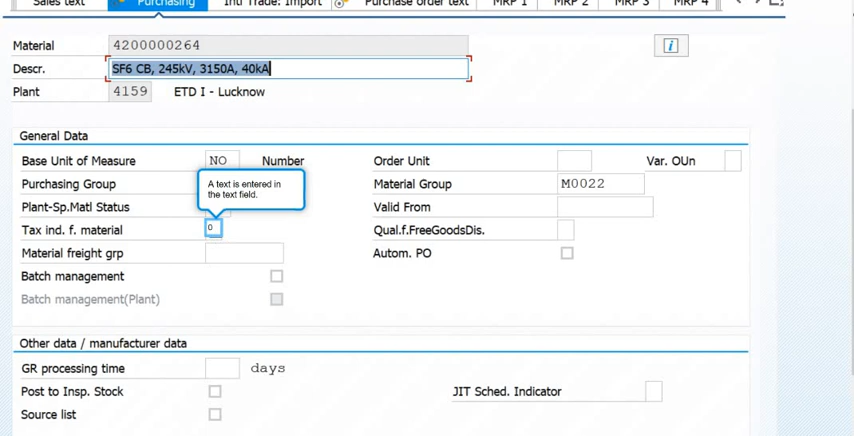 Sales text Purchasing Intl Trade: Import Purchase order text MRP 1 MRP 2 MRP 3 MRP 4
Material 4200000264
Descr. SF6 CB, 245kV, 3150A, 40kA
Plant 4159 ETD I - Lucknow
General Data
Base Unit of Measure NO Number Order Unit Var. OUn
Purchasing Group Material Group M0022
A text is entered in
the text field.
Plant-Sp.Matl Status Valid From
Tax ind. f. material 0 Qual.f.FreeGoodsDis.
Material freight grp Autom. PO
Batch management
Batch management(Plant)
Other data / manufacturer data
GR processing time days
Post to Insp. Stock JIT Sched. Indicator
Source list